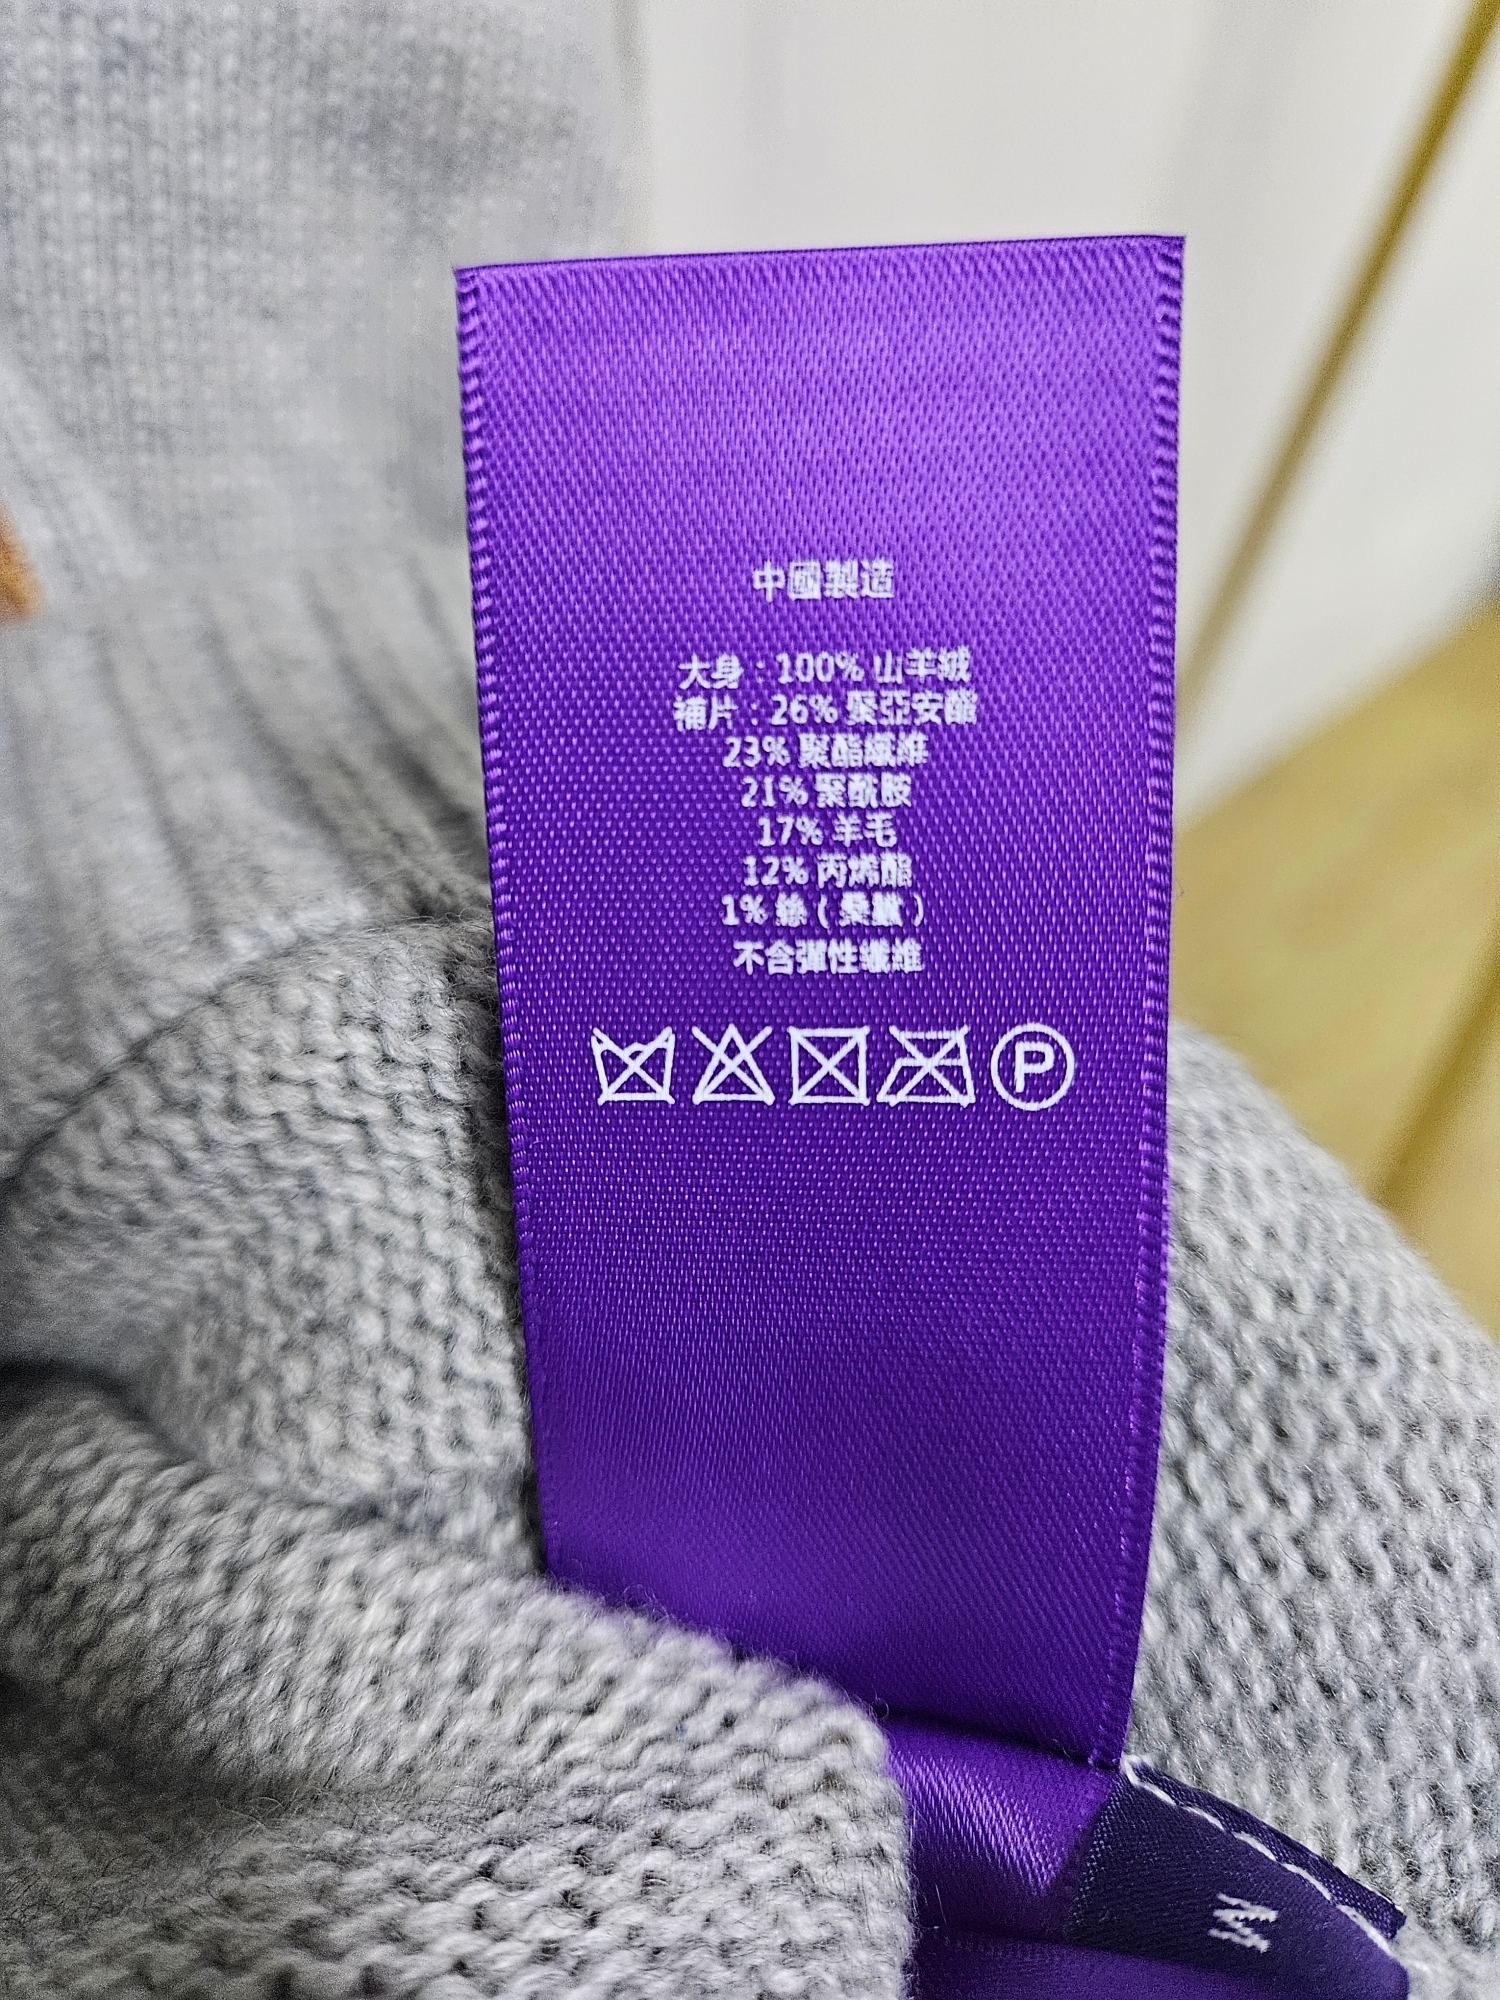 中國製造
大身 : 100% 山羊絨
補片 : 26% 聚亞安酯
23% 聚酯纖維
21% 聚酰胺
17% 羊毛
12% 丙烯酯
1% 絲 ( 桑蠶 )
不含彈性纖維
P
M